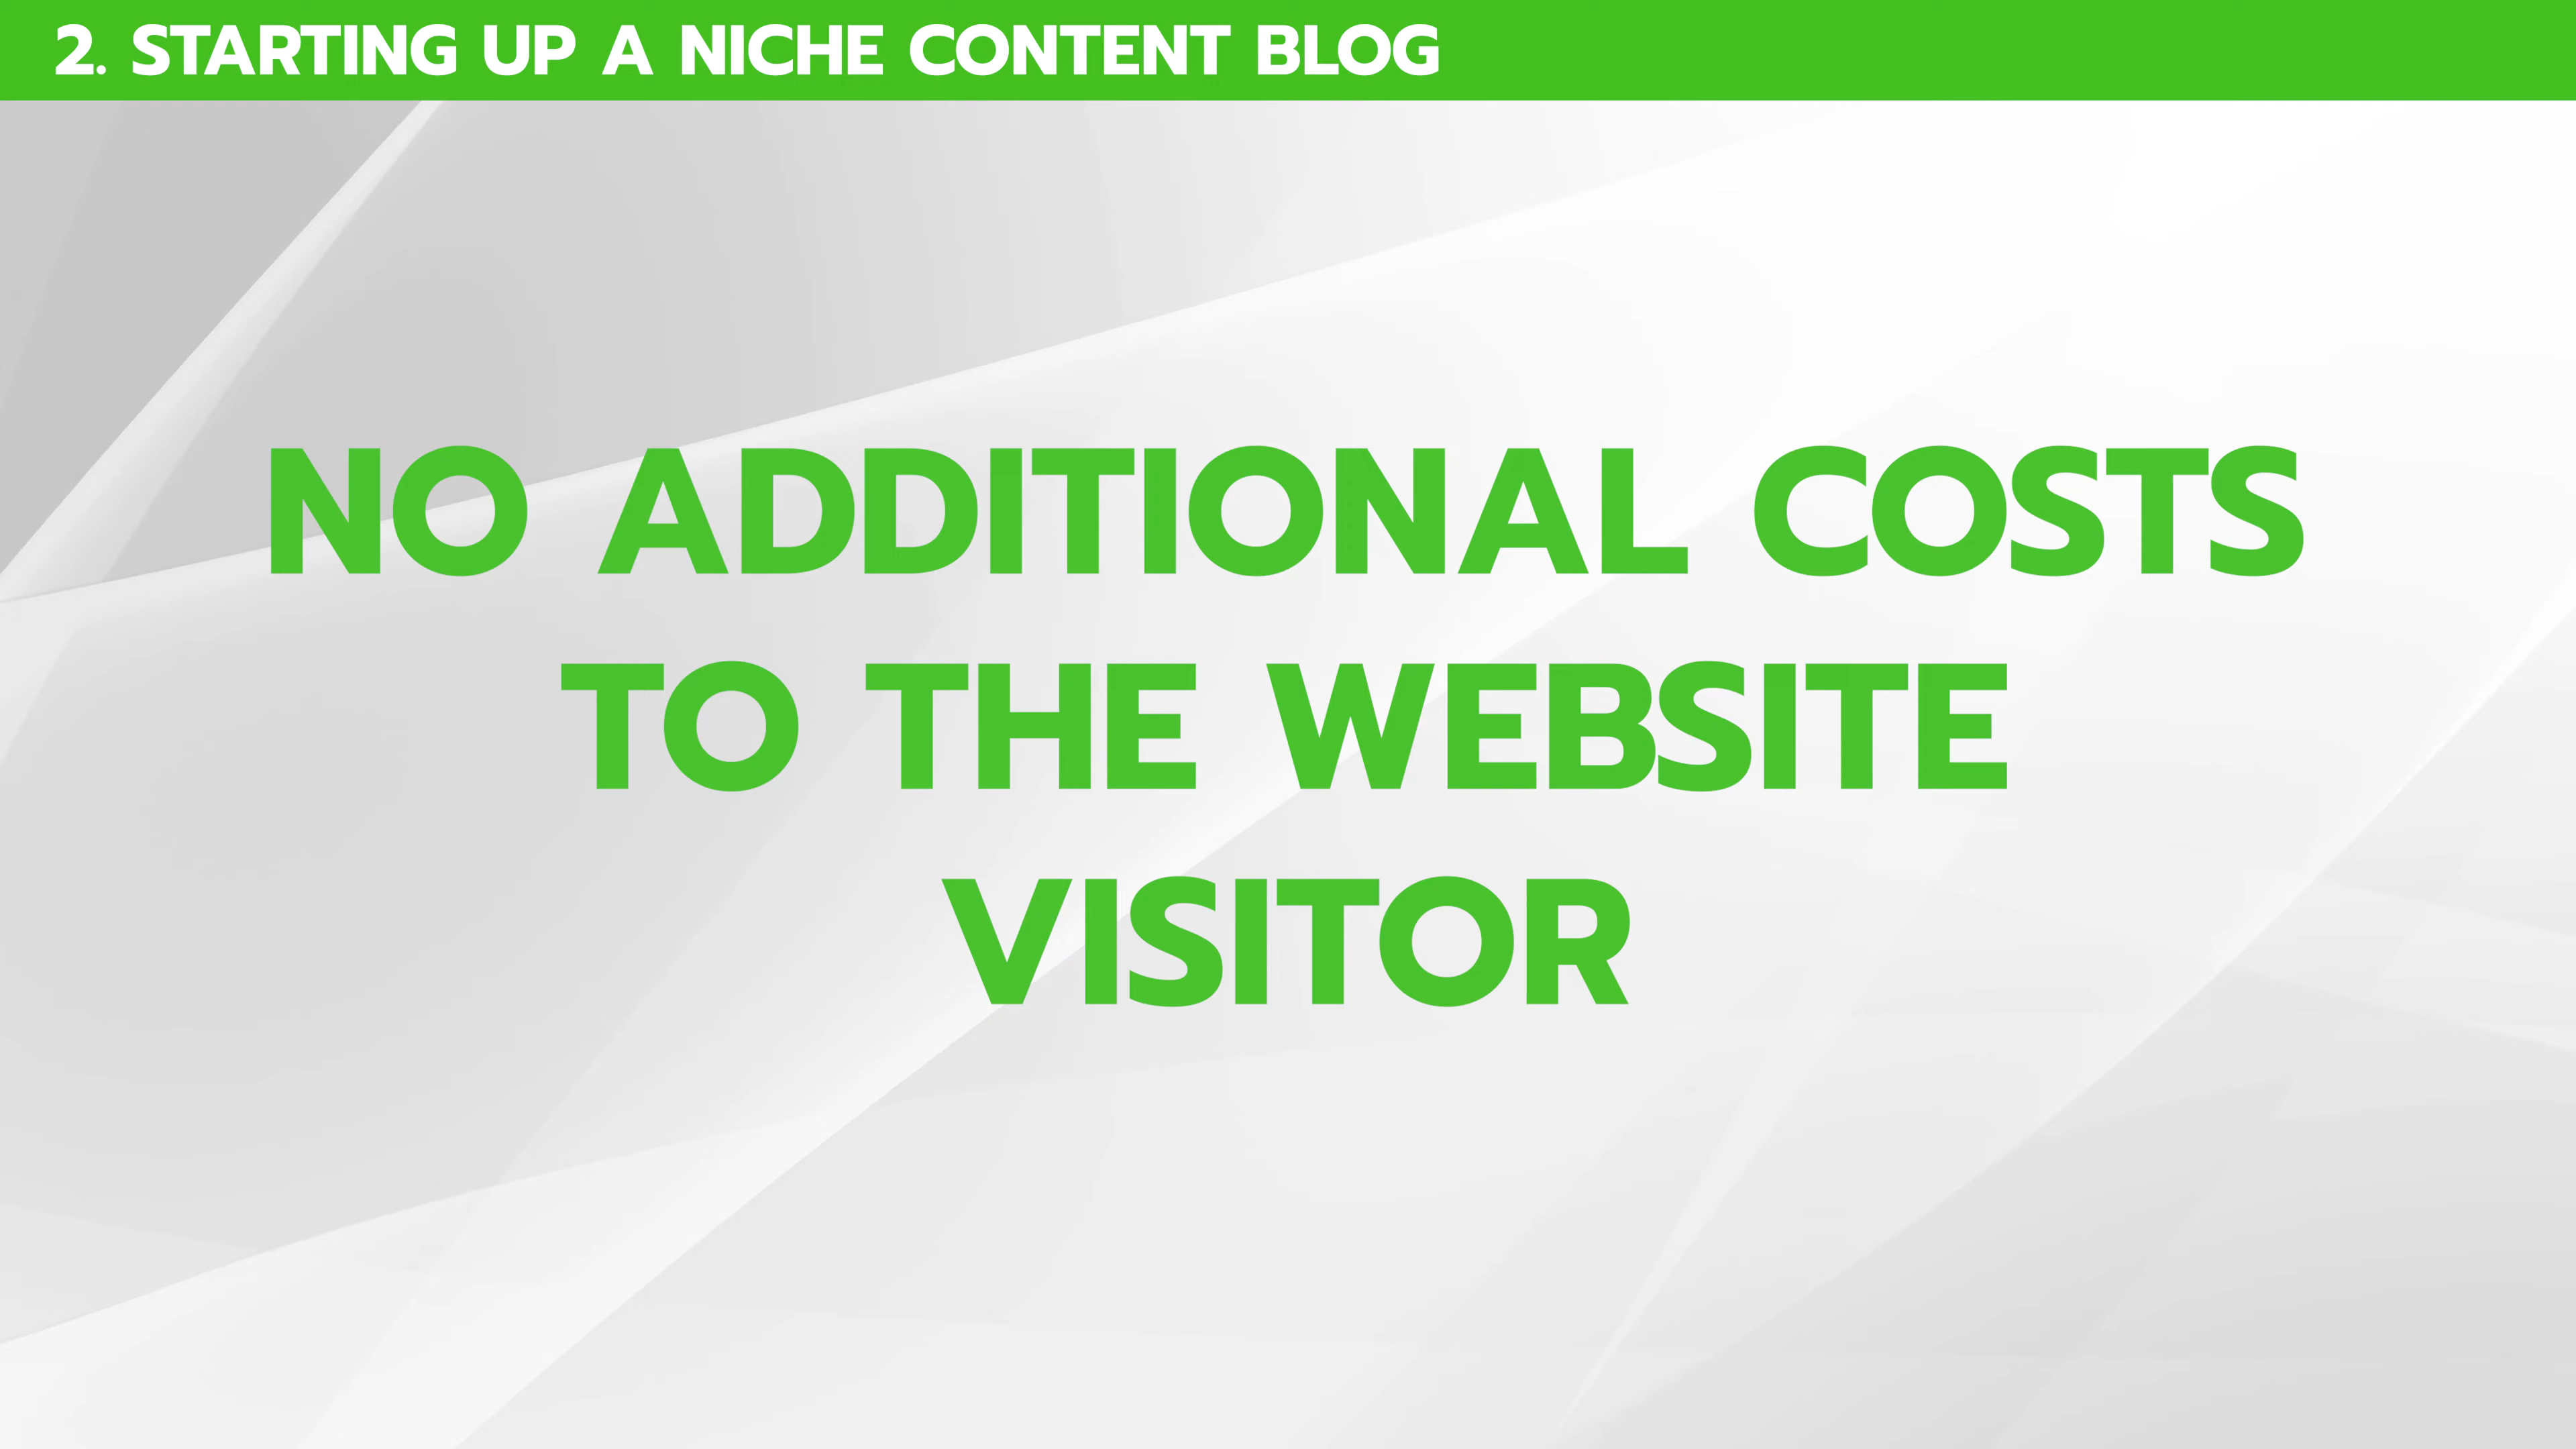 2. STARTING UP A NICHE CONTENT BLOG
NO ADDITIONAL COSTS
TO THE WEBSITE
VISITOR